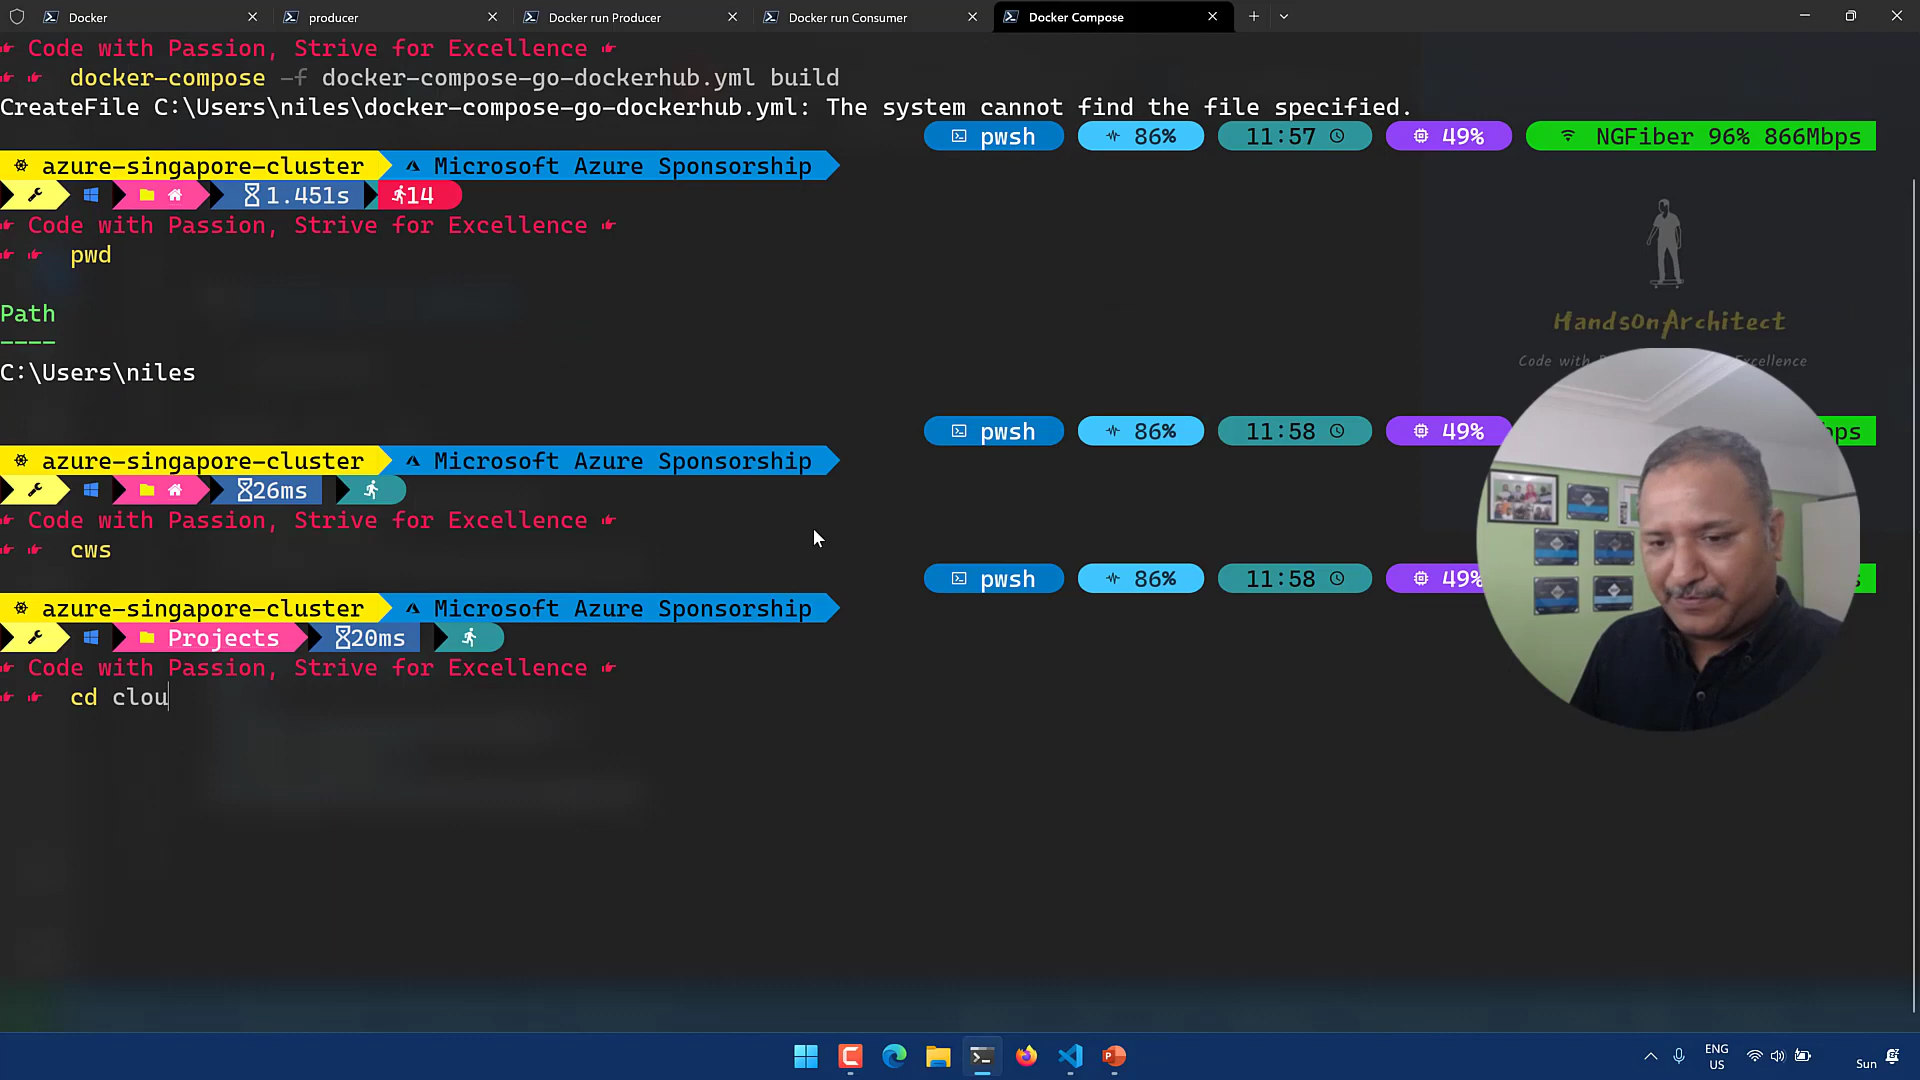 Docker
producer
Docker run Producer
Docker run Consumer
Docker Compose
Code with Passion, Strive for Excellence
docker-compose -f docker-compose-go-dockerhub.yml build
CreateFile C:\Users\niles\docker-compose-go-dockerhub.yml: The system cannot find the file specified.
pwsh 86% 11:57 49% NGFiber 96% 866Mbps
azure-singapore-cluster Microsoft Azure Sponsorship
1.451s 14
Code with Passion, Strive for Excellence
pwd
Path
----
C:\Users\niles
HandsOnArchitect
Code with
Excellence
pwsh 86% 11:58 49%
azure-singapore-cluster Microsoft Azure Sponsorship
26ms
Code with Passion, Strive for Excellence
cws
pwsh 86% 11:58 49%
azure-singapore-cluster Microsoft Azure Sponsorship
Projects 20ms
Code with Passion, Strive for Excellence
cd clou
ENG
US
Sun